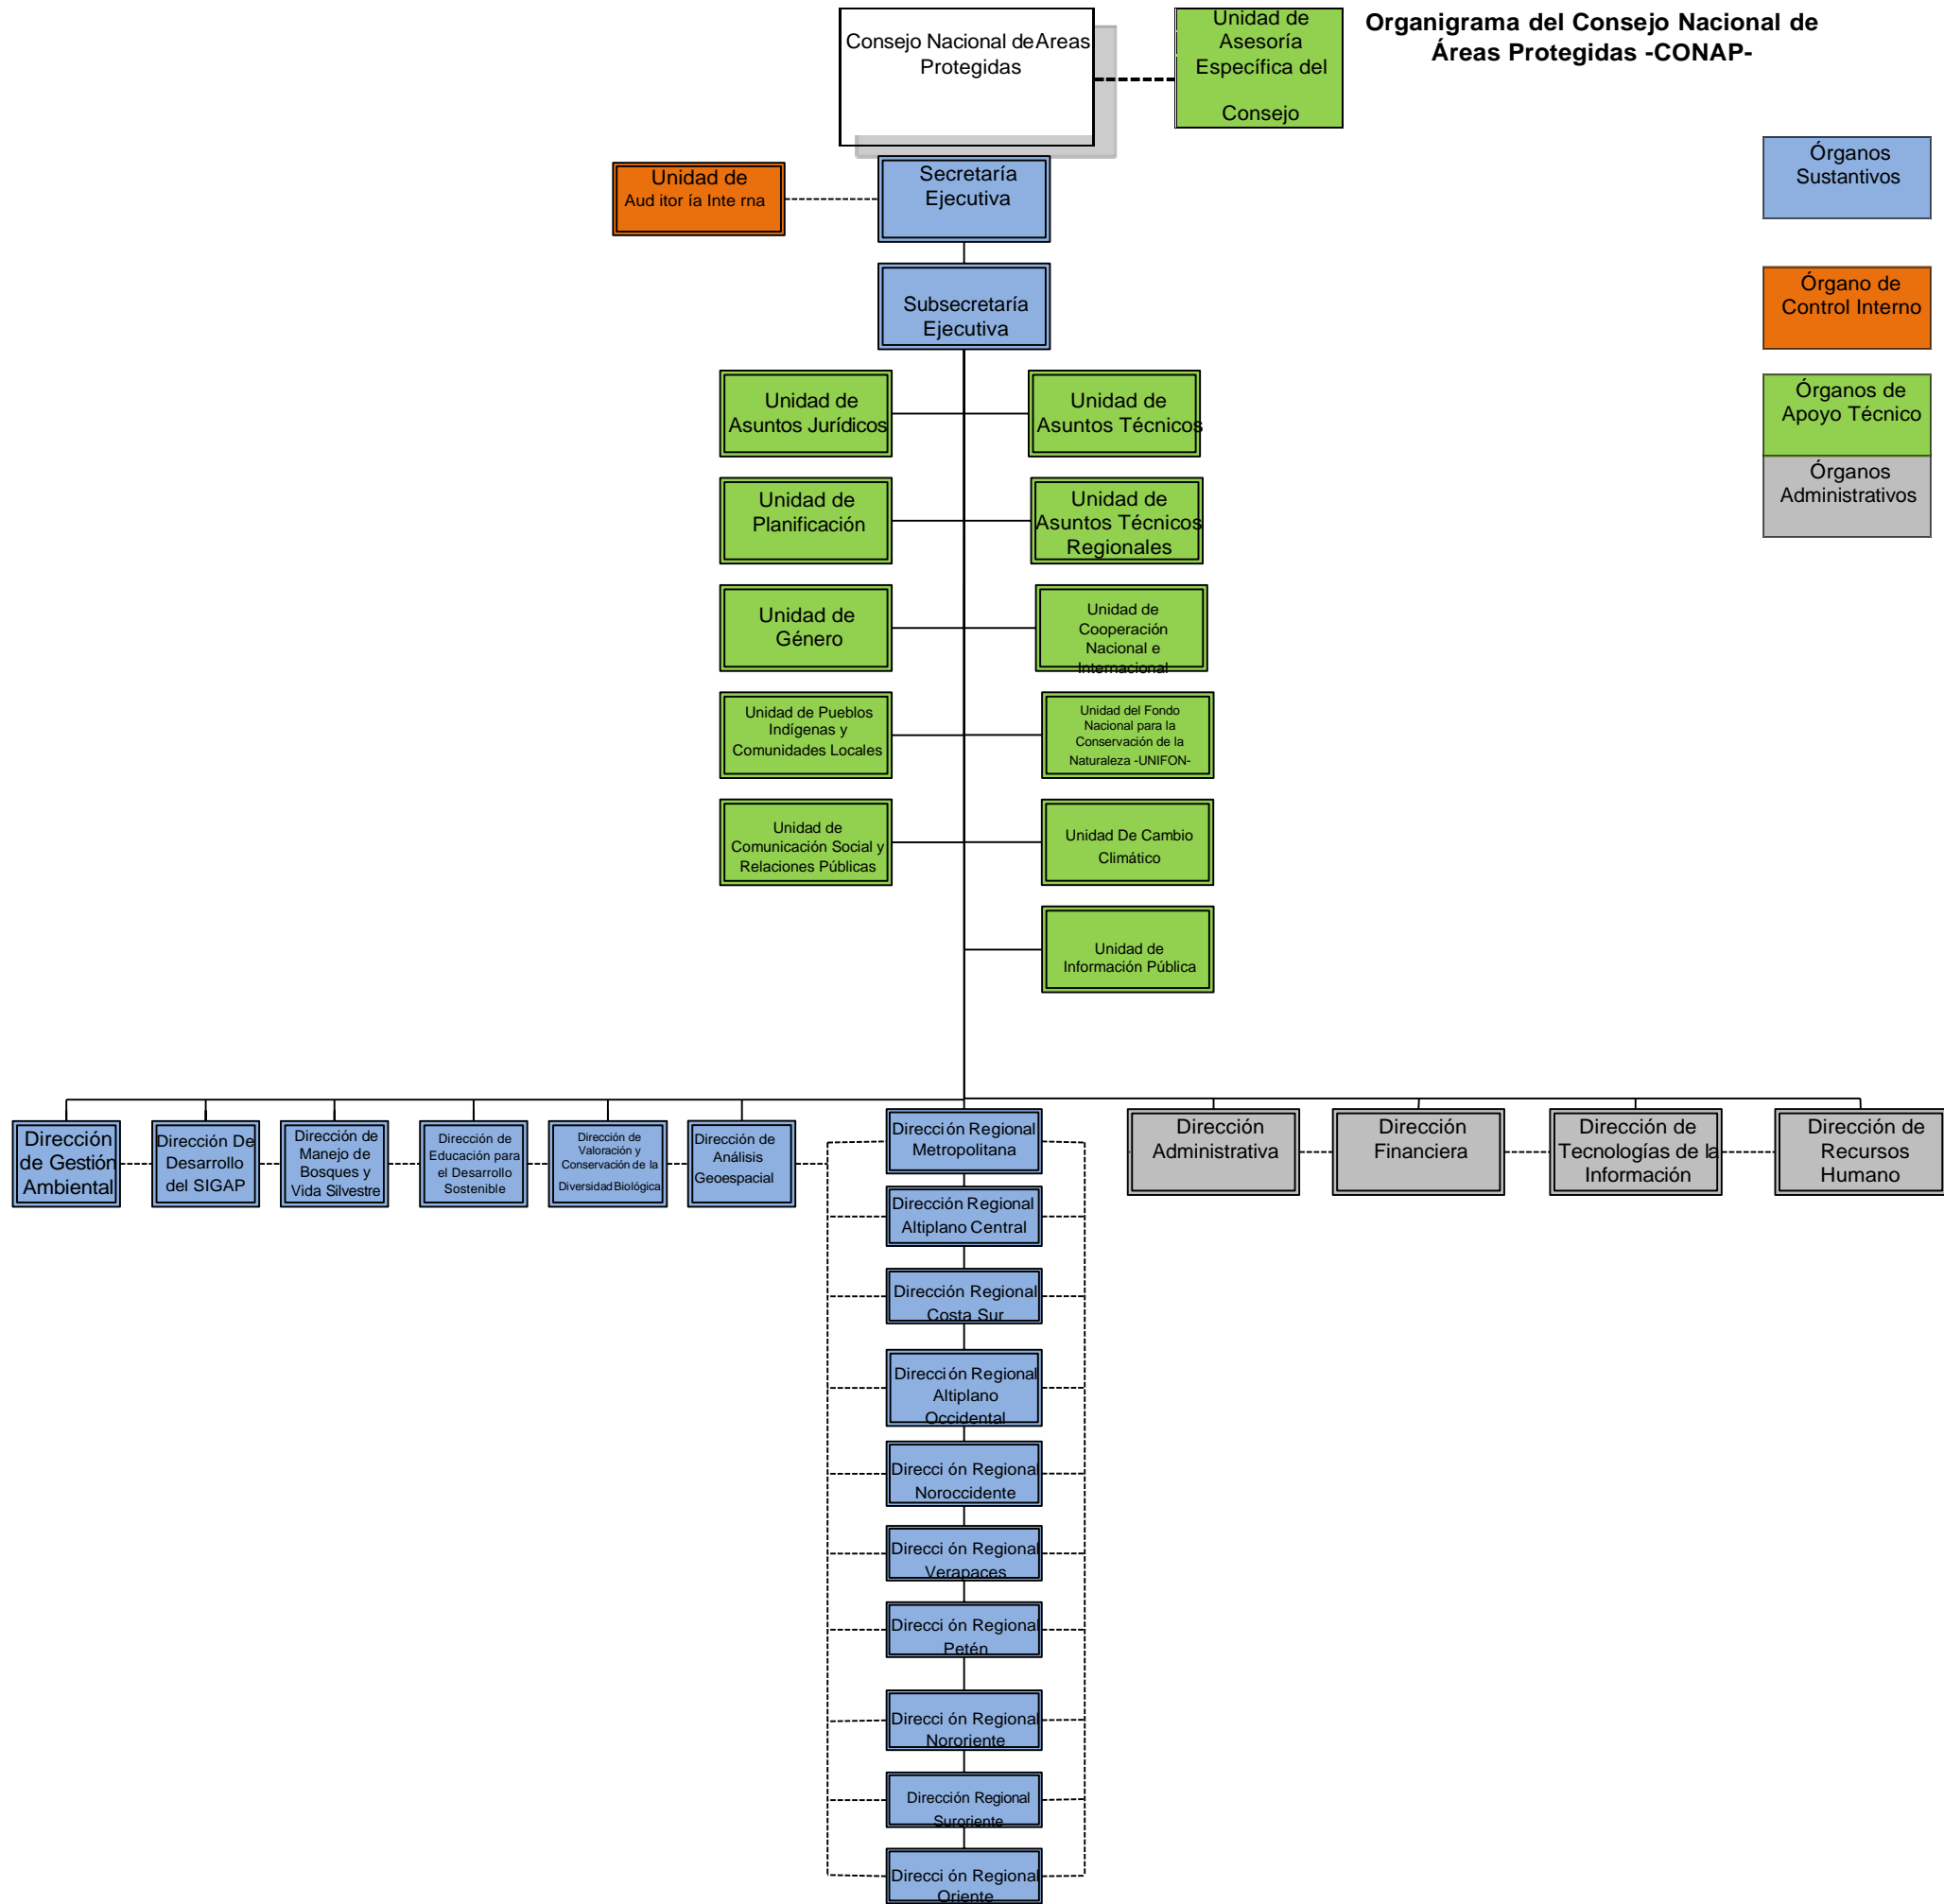 Consejo Nacional de Areas
Protegidas
Unidad de
Asesoría
Específica del
Consejo
Organigrama del Consejo Nacional de
Áreas Protegidas -CONAP-
Órganos
Sustantivos
Unidad de
Aud itor ía Inte rna
Secretaría
Ejecutiva
Órgano de
Control Interno
Subsecretaría
Ejecutiva
Órganos de
Apoyo Técnico
Órganos
Administrativos
Unidad de
Asuntos Jurídicos
Unidad de
Asuntos Técnicos
Unidad de
Planificación
Unidad de
Asuntos Técnicos
Regionales
Unidad de
Género
Unidad de
Cooperación
Nacional e
Internacional
Unidad de Pueblos
Indígenas y
Comunidades Locales
Unidad del Fondo
Nacional para la
Conservación de la
Naturaleza -UNIFON-
Unidad de
Comunicación Social y
Relaciones Públicas
Unidad De Cambio
Climático
Unidad de
Información Pública
Dirección
de Gestión
Ambiental
Dirección De
Desarrollo
del SIGAP
Dirección de
Manejo de
Bosques y
Vida Silvestre
Dirección de
Educación para
el Desarrollo
Sostenible
Dirección de
Valoración y
Conservación de la
Diversidad Biológica
Dirección de
Análisis
Geoespacial
Dirección Regional
Metropolitana
Dirección
Administrativa
Dirección
Financiera
Dirección de
Tecnologías de la
Información
Dirección de
Recursos
Humano
Dirección Regional
Altiplano Central
Dirección Regional
Costa Sur
Dirección Regional
Altiplano
Occidental
Direcci ón Regional
Noroccidente
Direcci ón Regional
Verapaces
Direcci ón Regional
Petén
Direcci ón Regional
Nororiente
Dirección Regional
Suroriente
Direcci ón Regional
Oriente